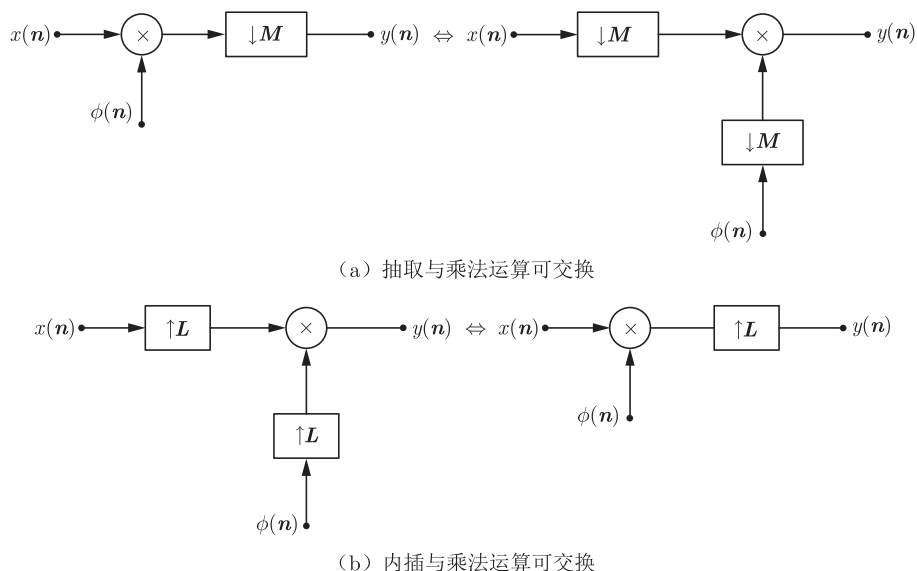 x(n) × ↓M y(n) ⇔ x(n) ↓M × y(n)
ϕ(n)
↓M
ϕ(n)
（a）抽取与乘法运算可交换
x(n) ↑L × y(n) ⇔ x(n) × ↑L y(n)
ϕ(n)
↑L
ϕ(n)
（b）内插与乘法运算可交换